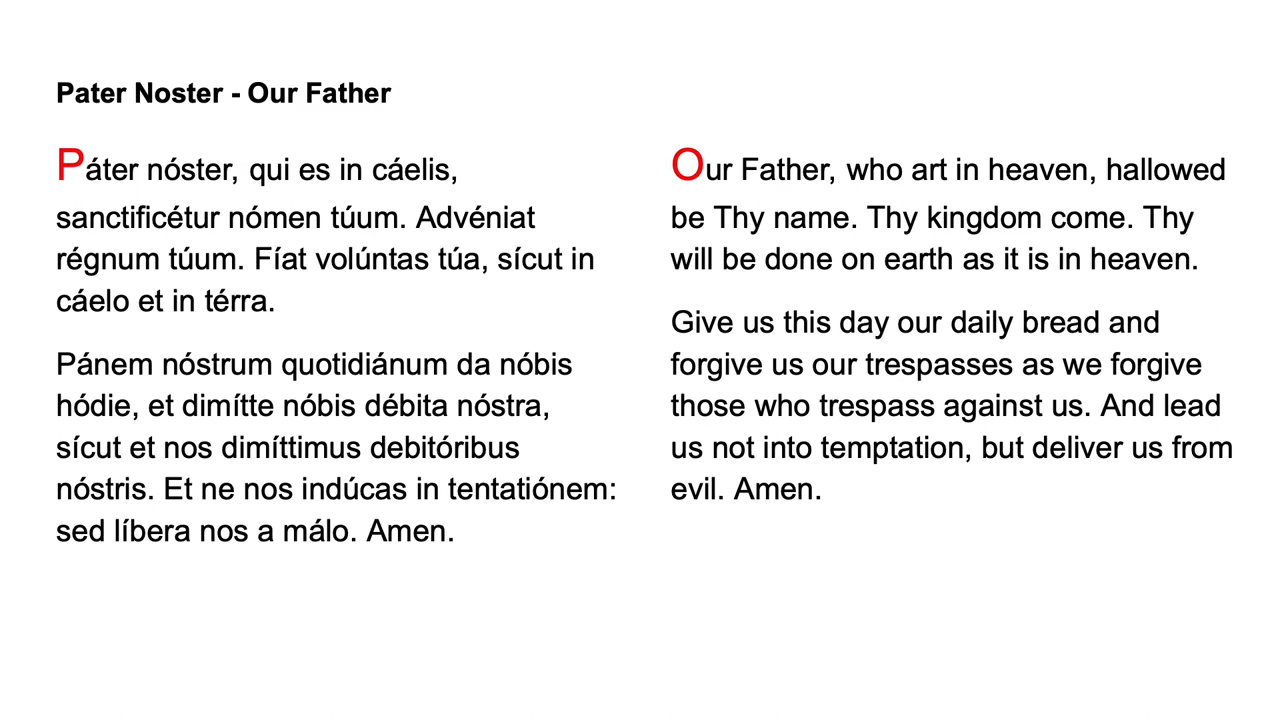 Pater Noster - Our Father
Páter nóster, qui es in cáelis,
sanctificétur nómen túum. Advéniat
régnum túum. Fíat volúntas túa, sícut in
cáelo et in térra.
Pánem nóstrum quotidiánum da nóbis
hódie, et dimítte nóbis débita nóstra,
sícut et nos dimíttimus debitóribus
nóstris. Et ne nos indúcas in tentatiónem:
sed líbera nos a málo. Amen.
Our Father, who art in heaven, hallowed
be Thy name. Thy kingdom come. Thy
will be done on earth as it is in heaven.
Give us this day our daily bread and
forgive us our trespasses as we forgive
those who trespass against us. And lead
us not into temptation, but deliver us from
evil. Amen.